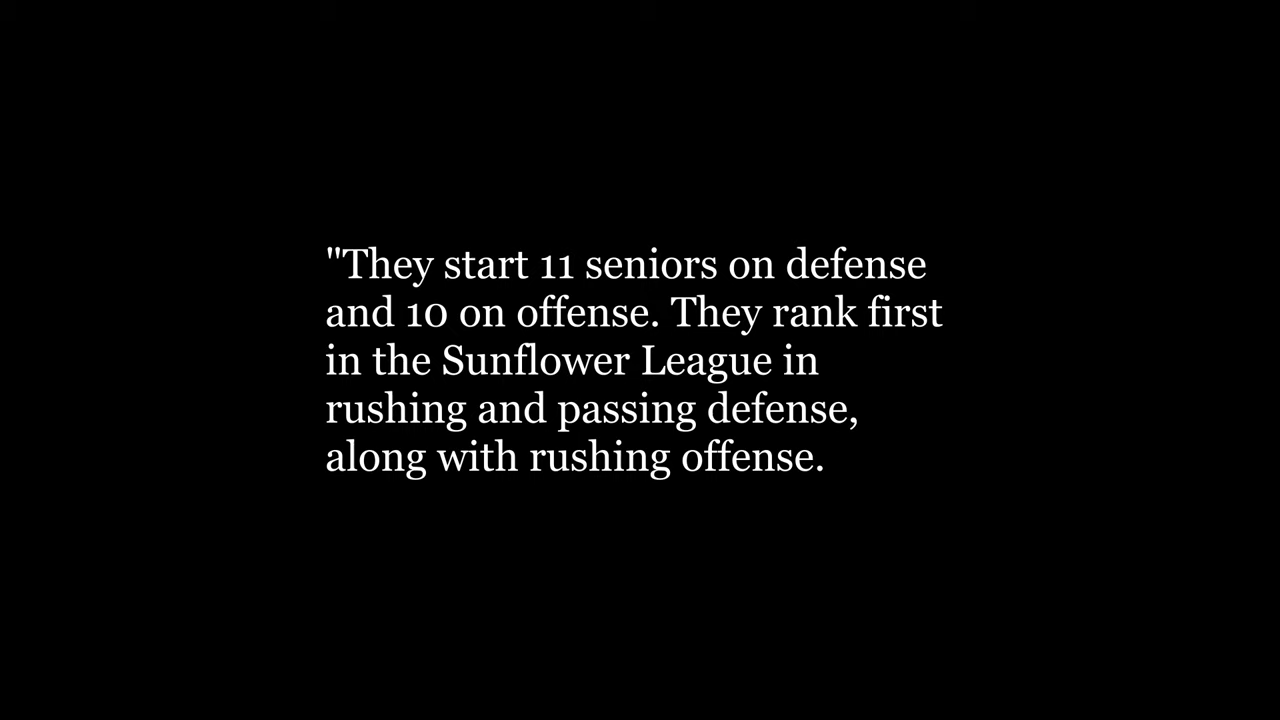 "They start 11 seniors on defense
and 10 on offense. They rank first
in the Sunflower League in
rushing and passing defense,
along with rushing offense.